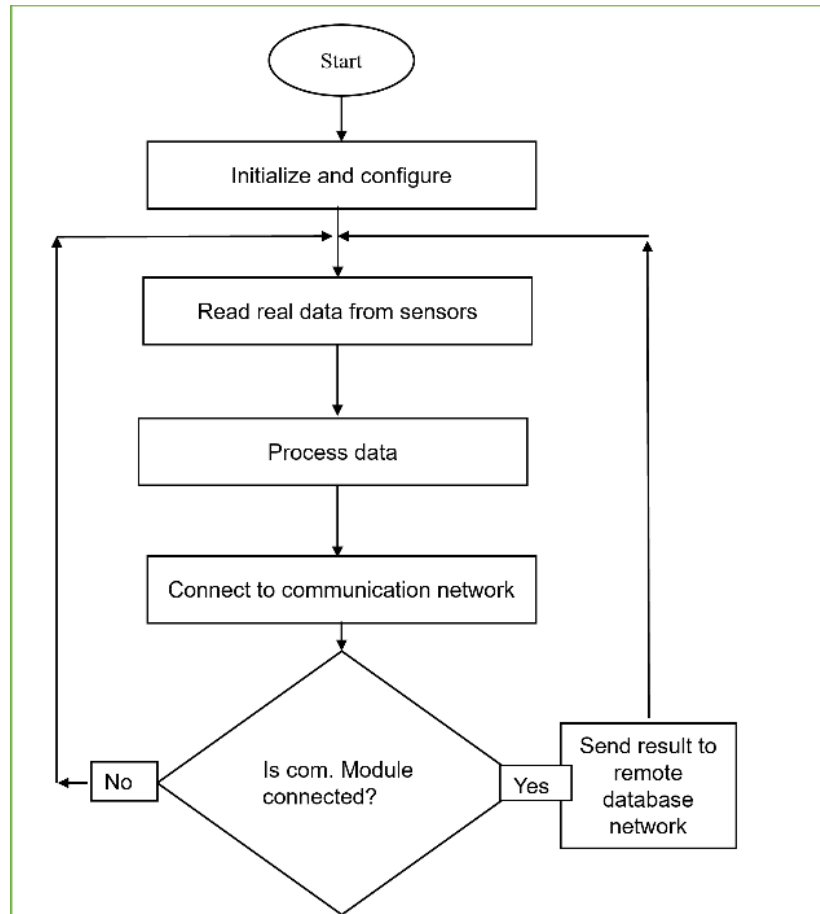 Start
Initialize and configure
Read real data from sensors
Process data
Connect to communication network
Is com. Module
connected?
No
Yes
Send result to
remote
database
network